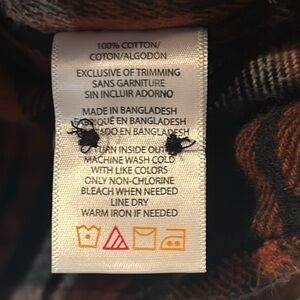 100% COTTON/
COTON/ALGODÓN
EXCLUSIVE OF TRIMMING
SANS GARNITURE
SIN INCLUIR ADORNO
MADE IN BANGLADESH
EN BANGLADESH
EN BANGLADESH
TURN INSIDE OUT
MACHINE WASH COLD
WITH LIKE COLORS
ONLY NON-CHLORINE
BLEACH WHEN NEEDED
LINE DRY
WARM IRON IF NEEDED